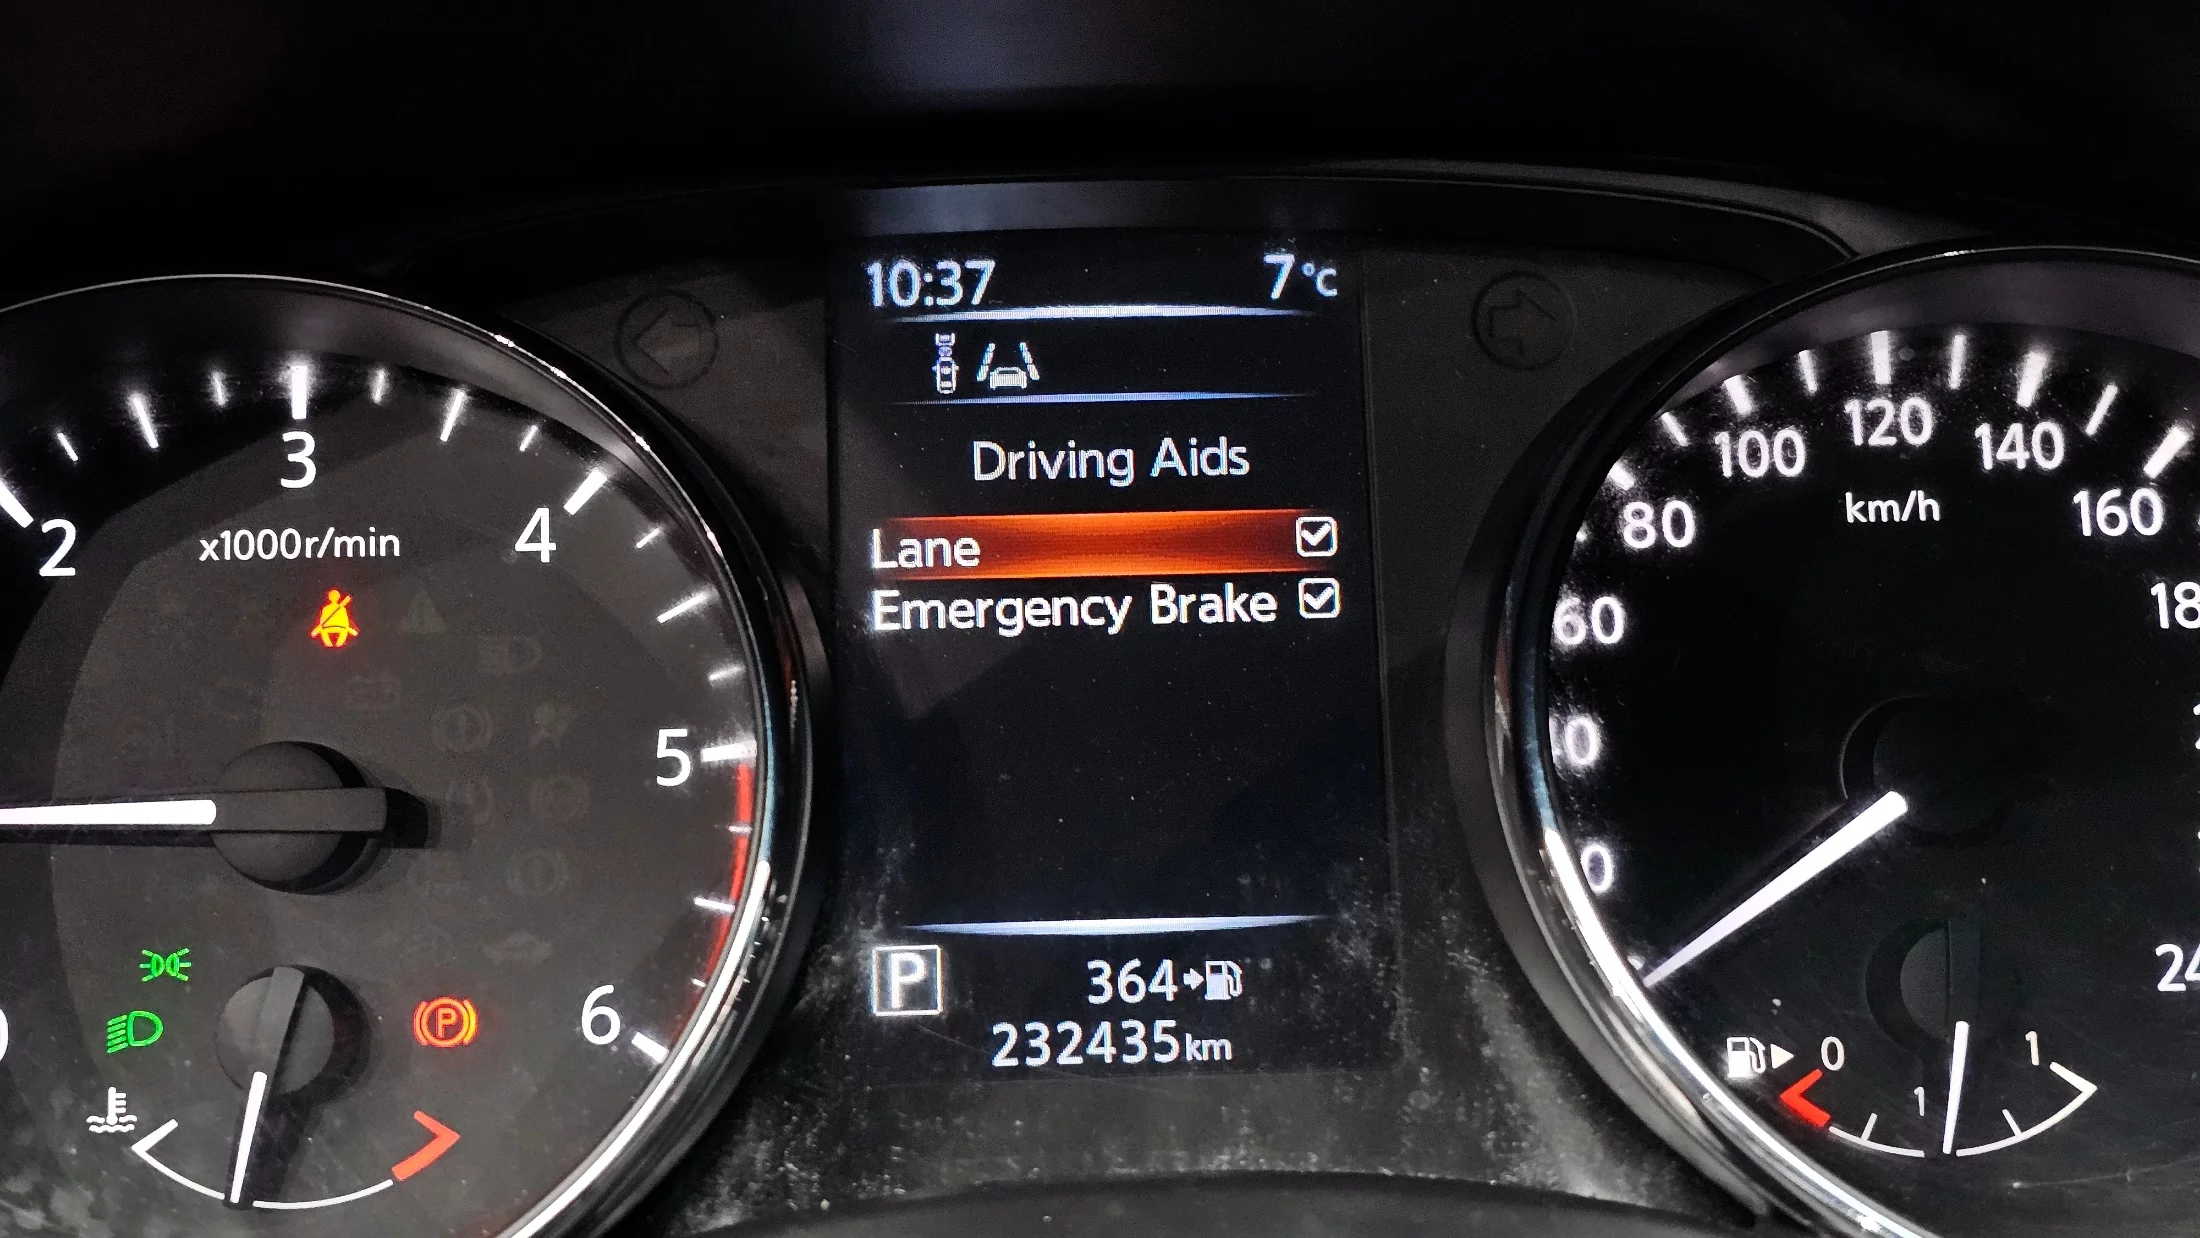 10:37 7°C
Driving Aids
Lane
Emergency Brake
P 364
232435km
2 3 4 5 6
x1000r/min
P
60 80 100 120 140 160
km/h
0 1 1